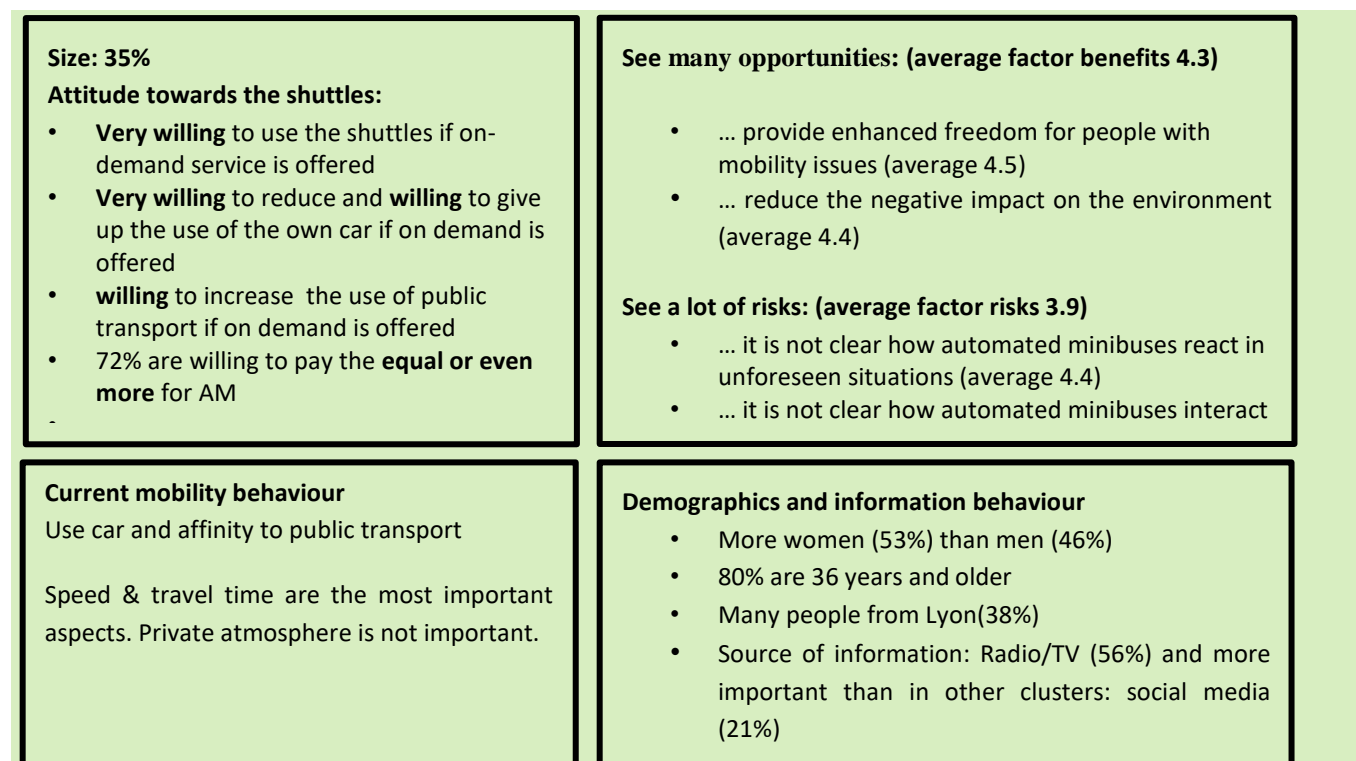 Size: 35%
Attitude towards the shuttles:
• Very willing to use the shuttles if on-
demand service is offered
• Very willing to reduce and willing to give
up the use of the own car if on demand is
offered
• willing to increase the use of public
transport if on demand is offered
• 72% are willing to pay the equal or even
more for AM
See many opportunities: (average factor benefits 4.3)
• … provide enhanced freedom for people with
mobility issues (average 4.5)
• … reduce the negative impact on the environment
(average 4.4)
See a lot of risks: (average factor risks 3.9)
• … it is not clear how automated minibuses react in
unforeseen situations (average 4.4)
• … it is not clear how automated minibuses interact
Current mobility behaviour
Use car and affinity to public transport
Speed & travel time are the most important
aspects. Private atmosphere is not important.
Demographics and information behaviour
• More women (53%) than men (46%)
• 80% are 36 years and older
• Many people from Lyon(38%)
• Source of information: Radio/TV (56%) and more
important than in other clusters: social media
(21%)